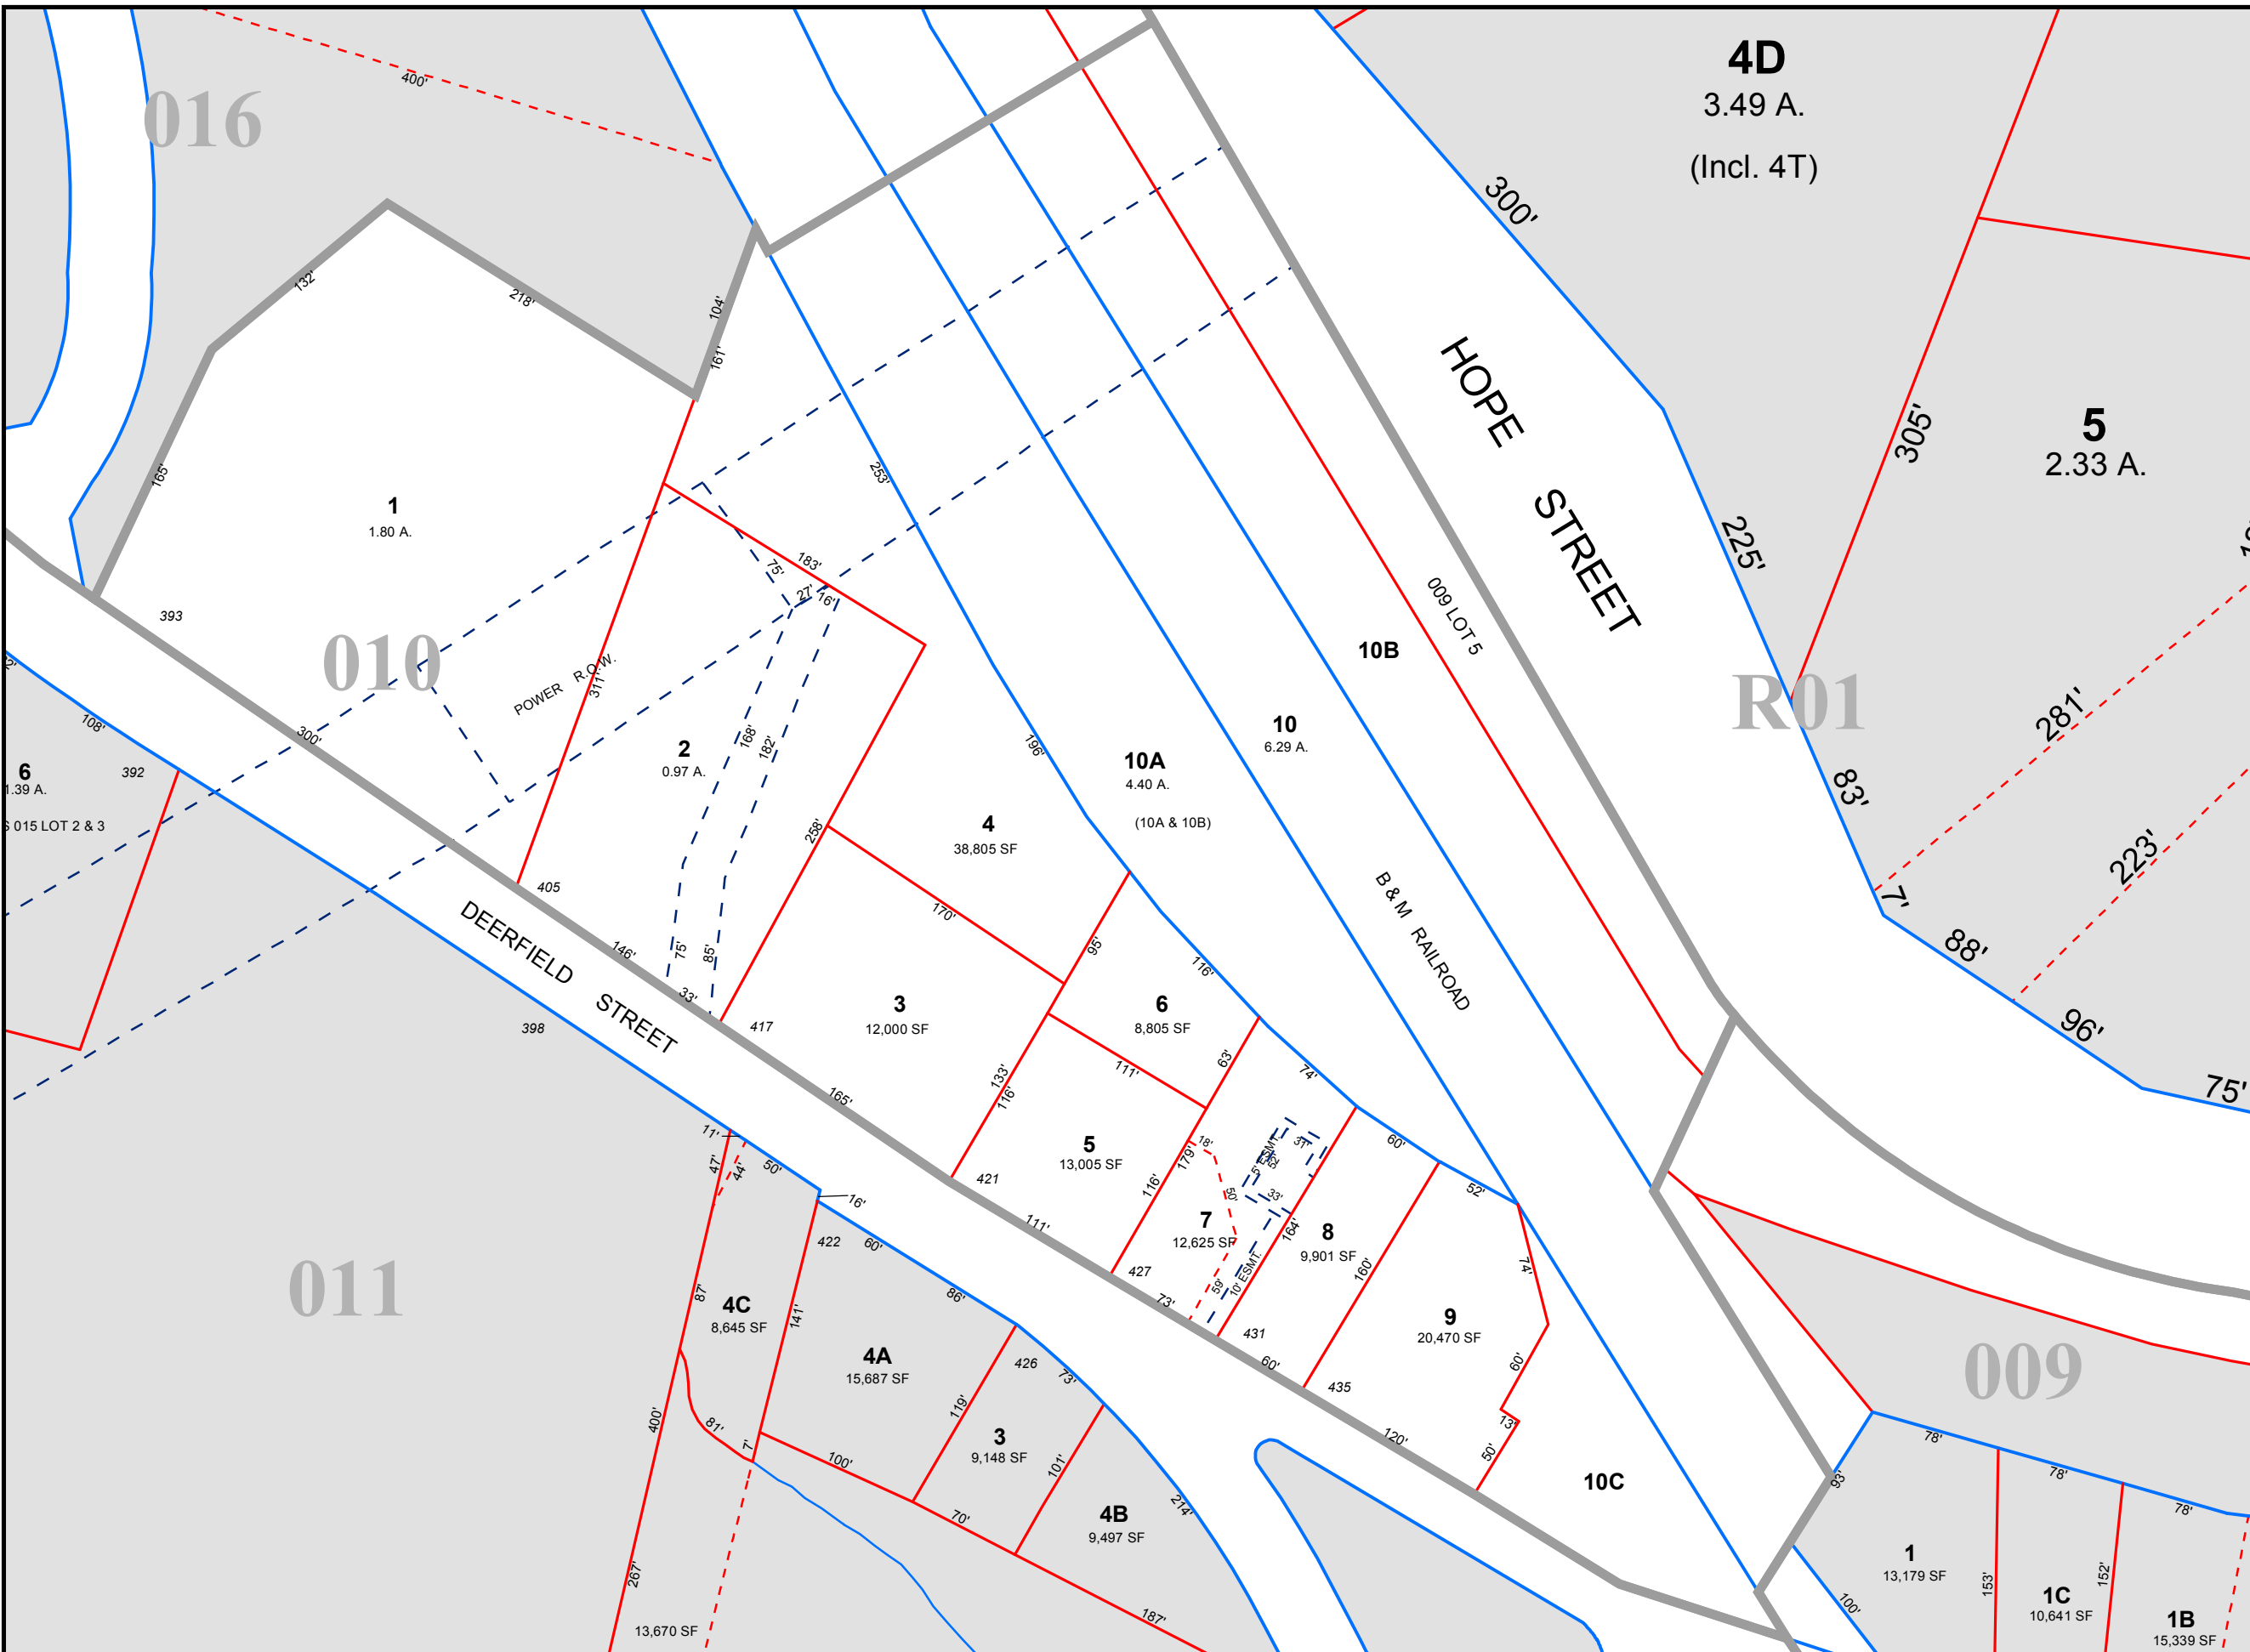 016
400'
4D
3.49 A.
(Incl. 4T)
300'
132'
218'
104'
161'
165'
1
1.80 A.
393
010
POWER R.O.W.
311'
300'
253'
183'
75'
27'
16'
HOPE STREET
009 LOT 5
305'
5
2.33 A.
225'
R01
281'
83'
223'
7'
88'
96'
75'
108'
392
6
1.39 A.
015 LOT 2 & 3
2
0.97 A.
168'
182'
405
146'
75'
85'
33'
258'
196'
4
38,805 SF
170'
10A
4.40 A.
(10A & 10B)
10
6.29 A.
10B
B & M RAILROAD
DEERFIELD STREET
398
417
3
12,000 SF
165'
95'
133'
116'
116'
6
8,805 SF
63'
74'
111'
5
13,005 SF
421
111'
116'
179'
18'
50'
59'
7
12,625 SF
427
73'
5' ESMT.
52'
31'
33'
10' ESMT.
164'
8
9,901 SF
431
60'
60'
160'
52'
74'
9
20,470 SF
435
60'
13'
50'
120'
10C
11'
47'
44'
50'
16'
011
87'
4C
8,645 SF
141'
422
60'
86'
4A
15,687 SF
119'
426
73'
3
9,148 SF
101'
4B
9,497 SF
214'
400'
81'
7'
100'
70'
187'
267'
13,670 SF
009
78'
78'
78'
93'
1
13,179 SF
153'
1C
10,641 SF
152'
1B
15,339 SF
100'